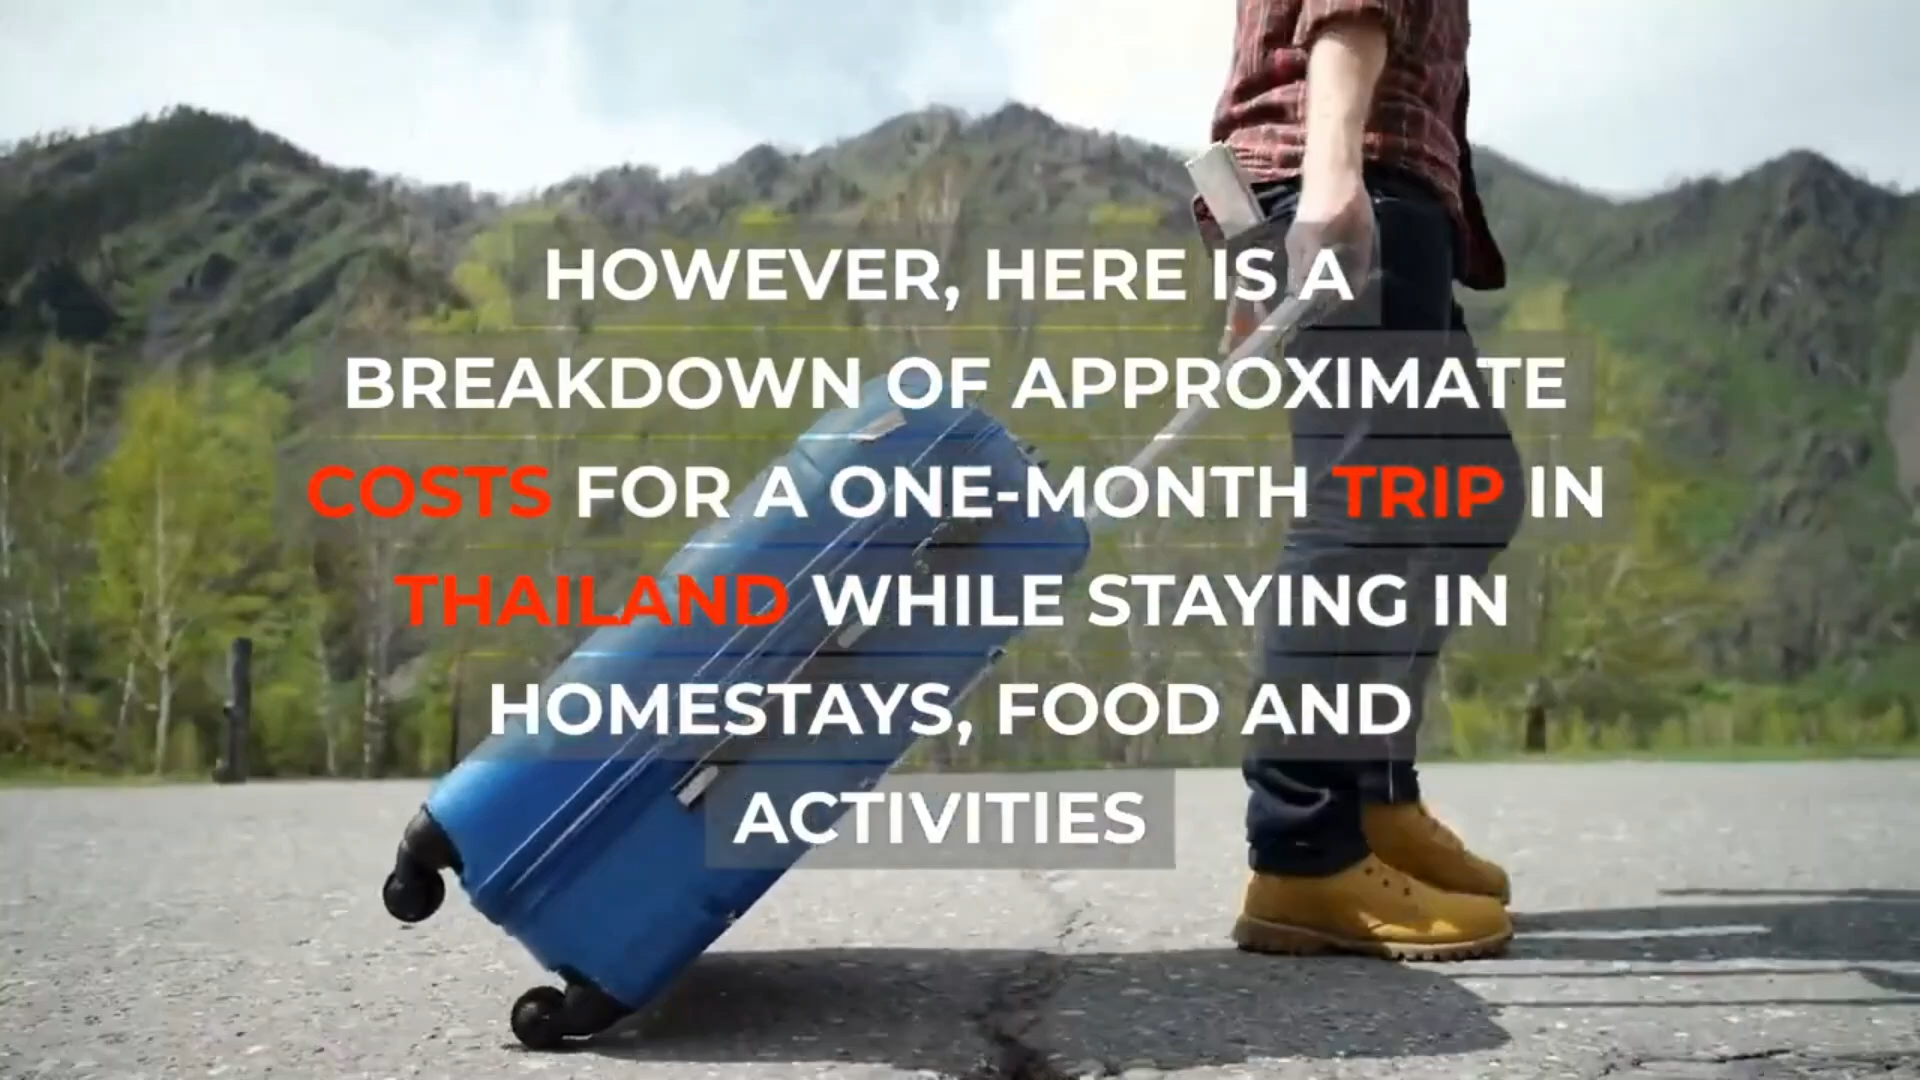 HOWEVER, HERE IS A
BREAKDOWN OF APPROXIMATE
COSTS FOR A ONE-MONTH TRIP IN
THAILAND WHILE STAYING IN
HOMESTAYS, FOOD AND
ACTIVITIES